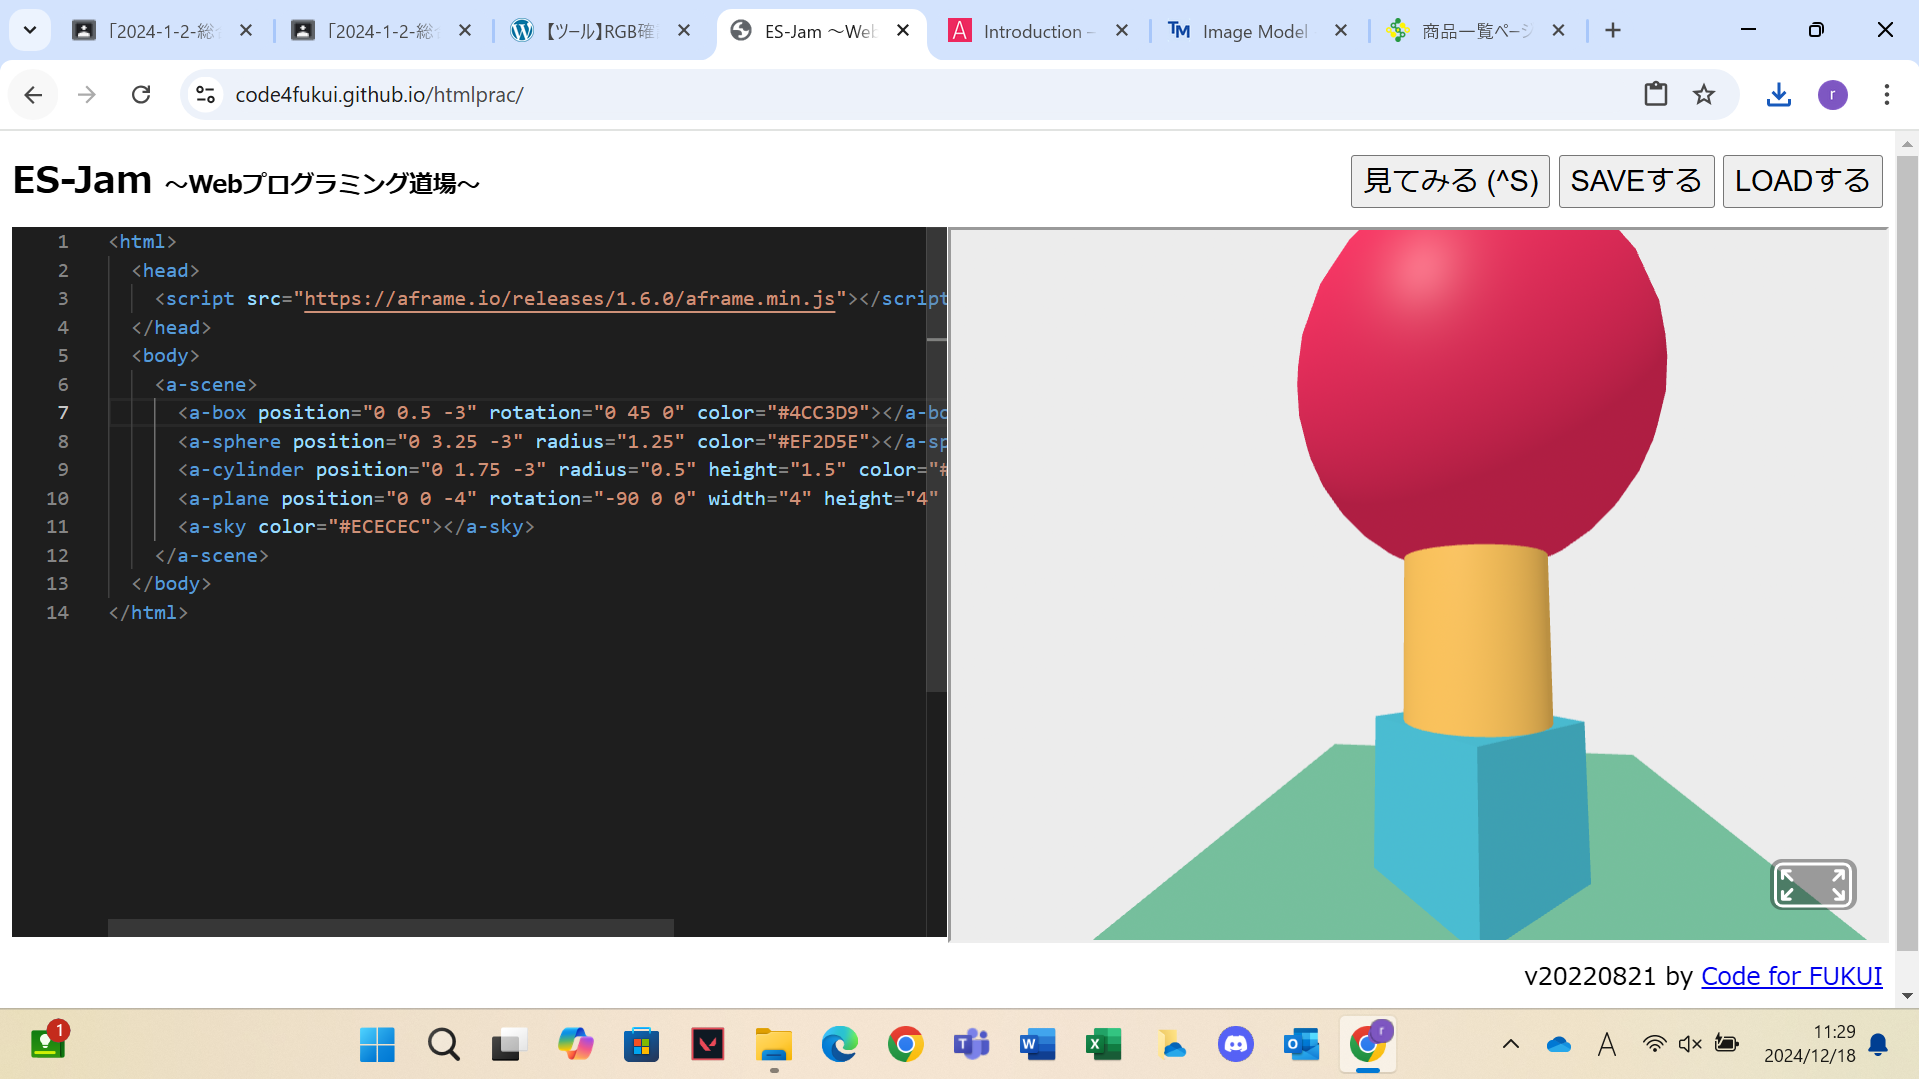 「2024-1-2-総合
「2024-1-2-総合
【ツール】RGB確
ES-Jam ～Web
Introduction –
Image Model
商品一覧ページ
code4fukui.github.io/htmlprac/
r
ES-Jam ～Webプログラミング道場～
見てみる (^S)
SAVEする
LOADする
1 <html>
2 <head>
3 <script src="https://aframe.io/releases/1.6.0/aframe.min.js"></script
4 </head>
5 <body>
6 <a-scene>
7 <a-box position="0 0.5 -3" rotation="0 45 0" color="#4CC3D9"></a-bo
8 <a-sphere position="0 3.25 -3" radius="1.25" color="#EF2D5E"></a-sp
9 <a-cylinder position="0 1.75 -3" radius="0.5" height="1.5" color="#
10 <a-plane position="0 0 -4" rotation="-90 0 0" width="4" height="4"
11 <a-sky color="#ECECEC"></a-sky>
12 </a-scene>
13 </body>
14 </html>
v20220821 by Code for FUKUI
1
r
A
11:29
2024/12/18